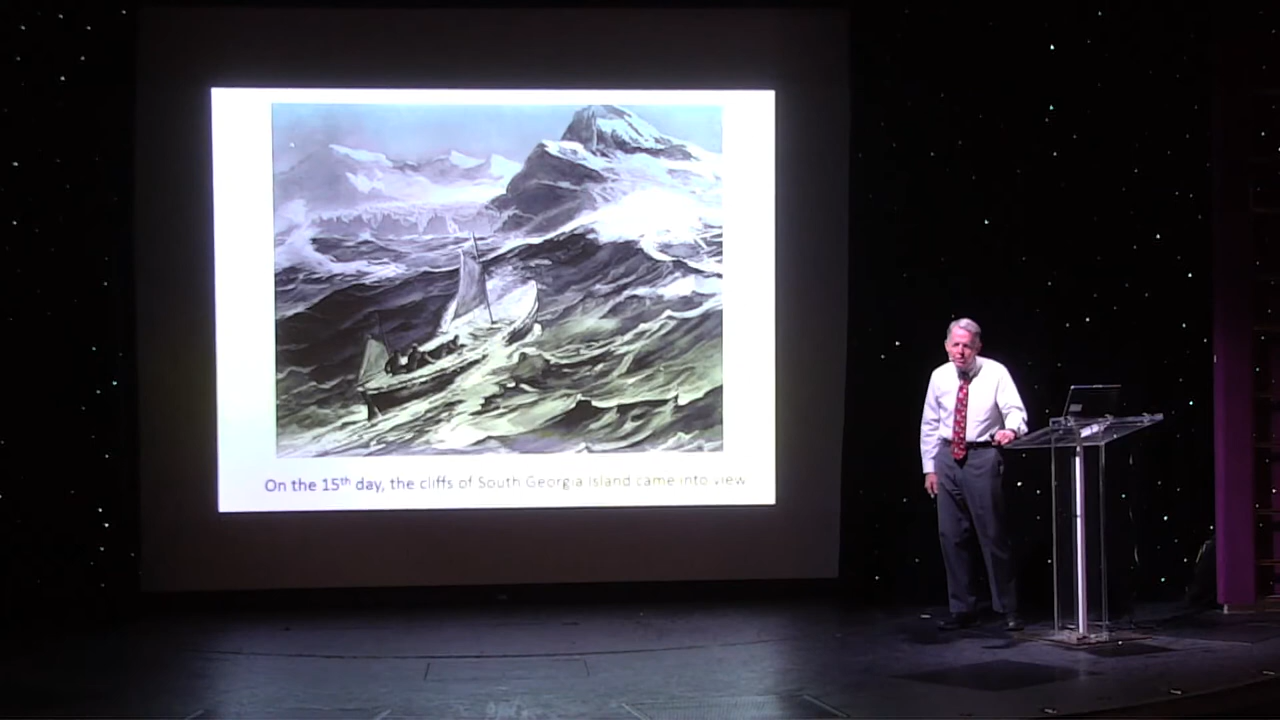 On the 15th day, the cliffs of South Georgia Island came into view